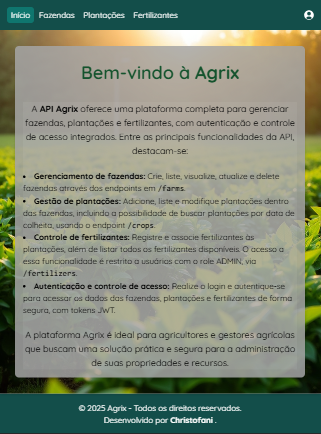 Início Fazendas Plantações Fertilizantes
Bem-vindo à Agrix
A API Agrix oferece uma plataforma completa para gerenciar
fazendas, plantações e fertilizantes, com autenticação e controle
de acesso integrados. Entre as principais funcionalidades da API,
destacam-se:
• Gerenciamento de fazendas: Crie, liste, visualize, atualize e delete
fazendas através dos endpoints em /farms.
• Gestão de plantações: Adicione, liste e modifique plantações dentro
das fazendas, incluindo a possibilidade de buscar plantações por data de
colheita, usando o endpoint /crops.
• Controle de fertilizantes: Registre e associe fertilizantes às
plantações, além de listar todos os fertilizantes disponíveis. O acesso a
essa funcionalidade é restrito a usuários com o role ADMIN, via
/fertilizers.
• Autenticação e controle de acesso: Realize o login e autentique-se
para acessar os dados das fazendas, plantações e fertilizantes de forma
segura, com tokens JWT.
A plataforma Agrix é ideal para agricultores e gestores agrícolas
que buscam uma solução prática e segura para a administração
de suas propriedades e recursos.
© 2025 Agrix - Todos os direitos reservados.
Desenvolvido por Christofani .